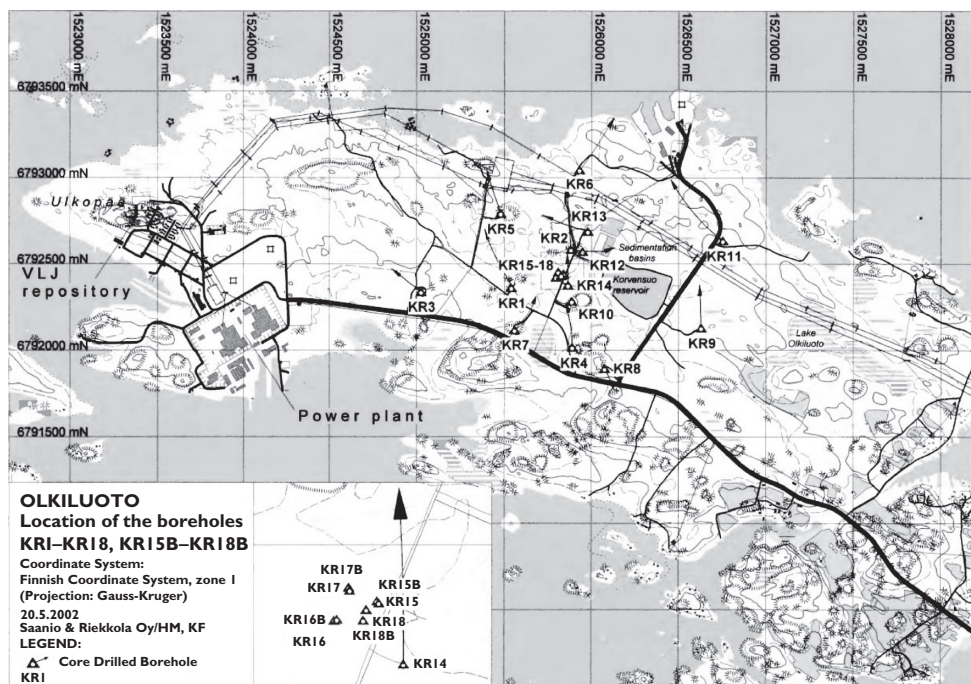 1523000 mE
1523500 mE
1524000 mE
1524500 mE
1525000 mE
1526000 mE
1526500 mE
1527000 mE
1527500 mE
1528000 mE
6793500 mN
6793000 mN
6792500 mN
6792000 mN
6791500 mN
Ulkopää
VLJ
repository
Power plant
KR6
KR13
KR5
KR2
Sedimentation
basins
KR11
KR15-18
KR12
Korvensuo
reservoir
KR14
KR3
KR1
KR10
KR7
KR4
KR8
KR9
Lake
Olkiluoto
OLKILUOTO
Location of the boreholes
KR1–KR18, KR15B–KR18B
Coordinate System:
Finnish Coordinate System, zone 1
(Projection: Gauss-Kruger)
20.5.2002
Saanio & Riekkola Oy/HM, KF
LEGEND:
Core Drilled Borehole
KR1
KR17B
KR17
KR15B
KR15
KR16B
KR18
KR16
KR18B
KR14